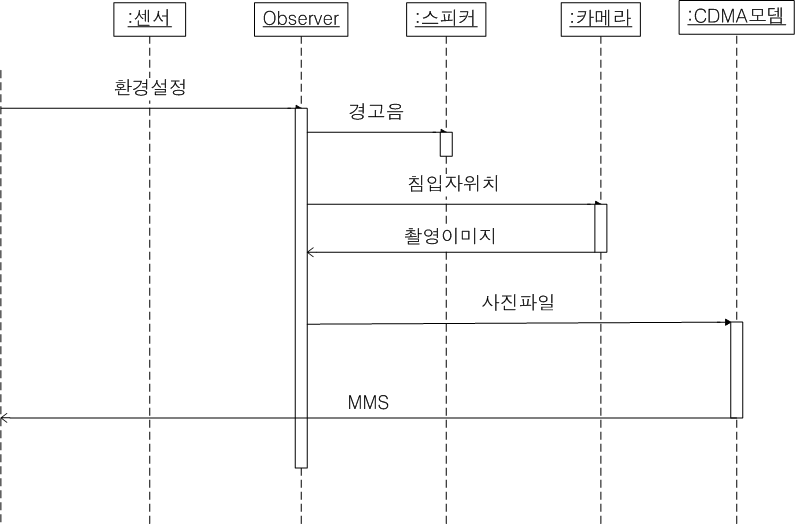 :센서
Observer
:스피커
:카메라
:CDMA모뎀
환경설정
경고음
침입자위치
촬영이미지
사진파일
MMS